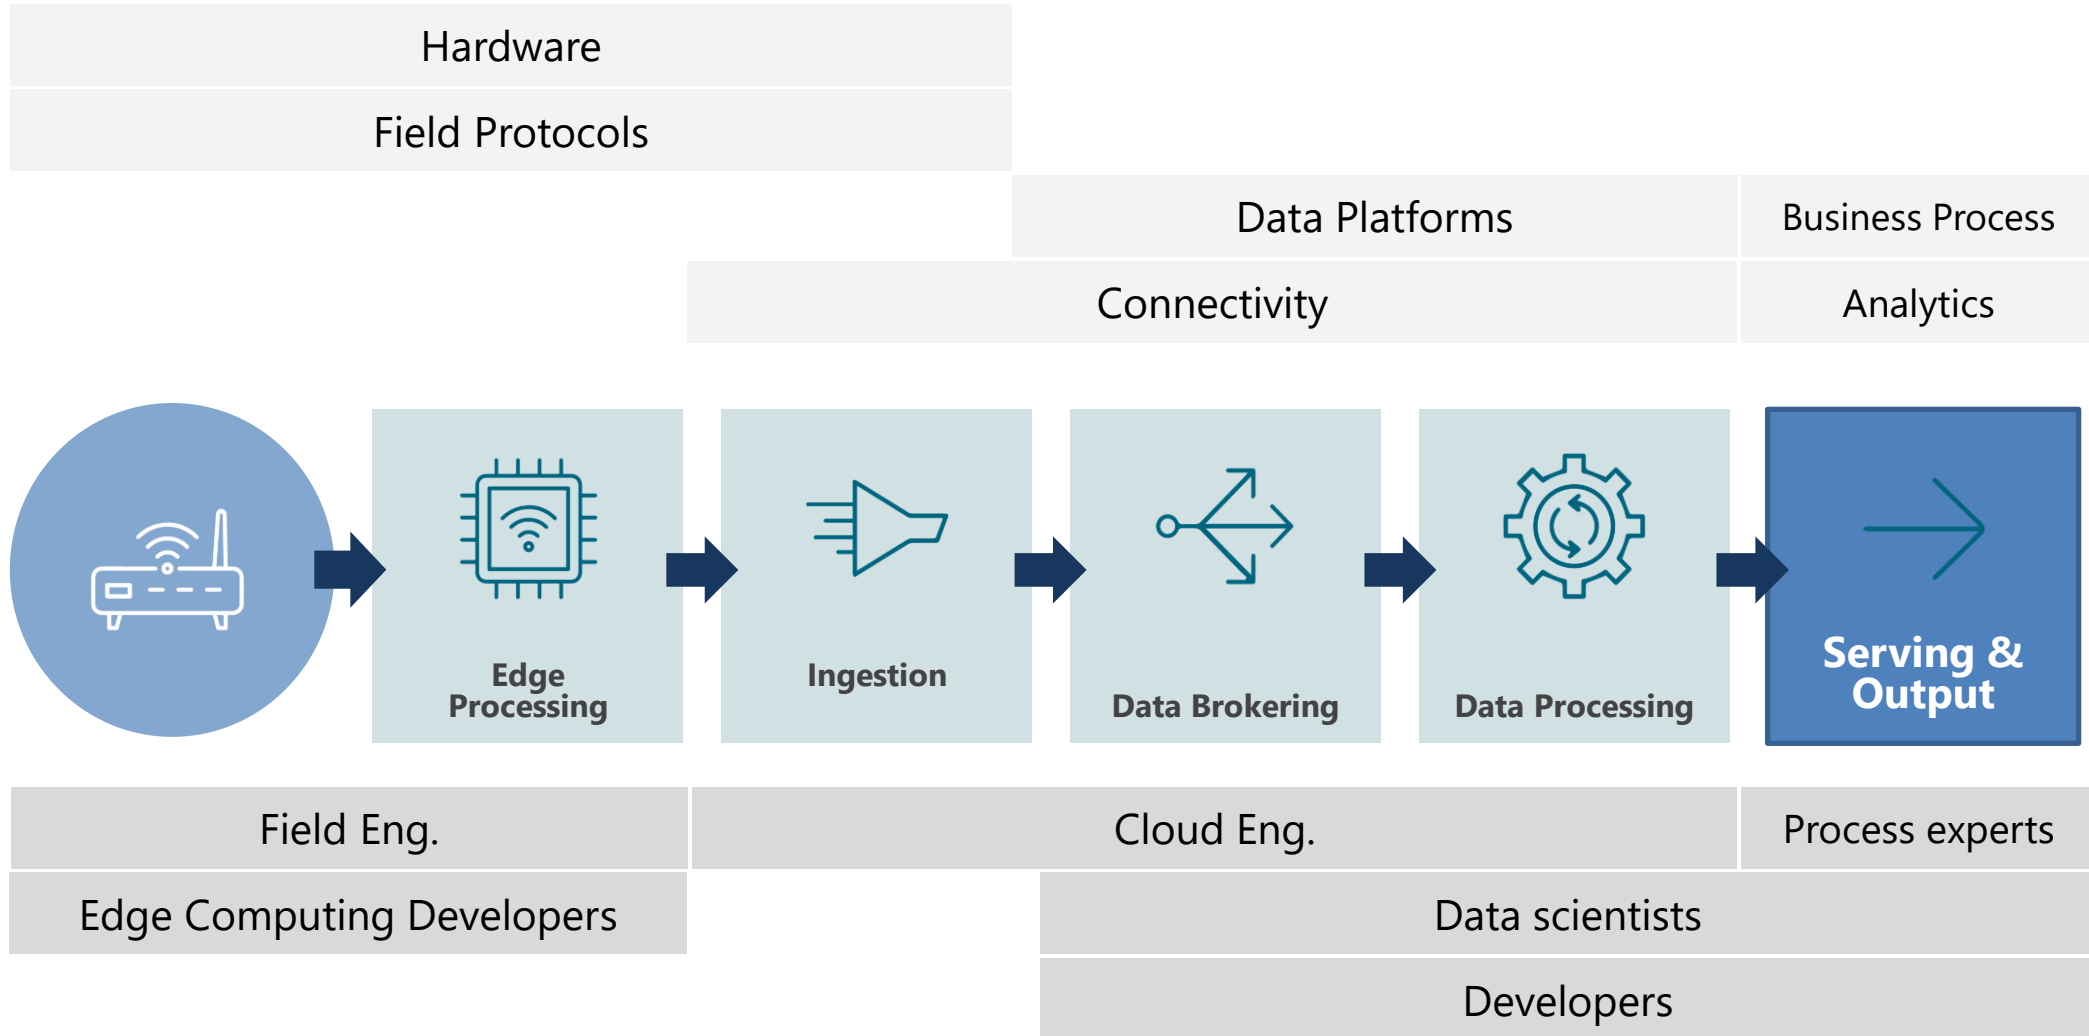 Hardware
Field Protocols
Data Platforms
Business Process
Connectivity
Analytics
Edge
Processing
Ingestion
Data Brokering
Data Processing
Serving &
Output
Field Eng.
Cloud Eng.
Process experts
Edge Computing Developers
Data scientists
Developers